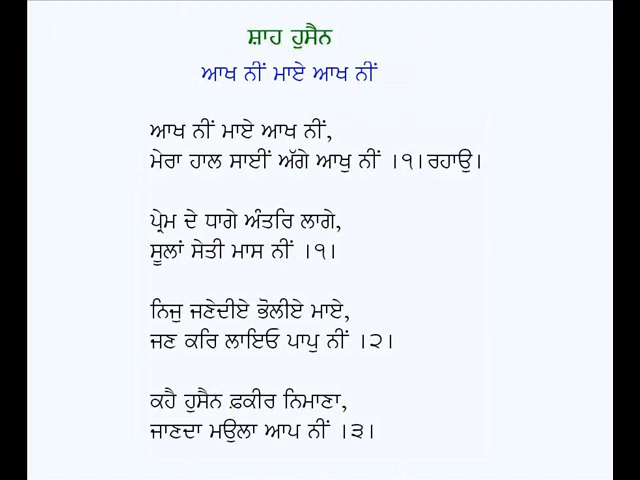 ਸ਼ਾਹ ਹੁਸੈਨ
ਆਖ ਨੀਂ ਮਾਏ ਆਖ ਨੀਂ
ਆਖ ਨੀਂ ਮਾਏ ਆਖ ਨੀਂ,
ਮੇਰਾ ਹਾਲ ਸਾਈਂ ਅੱਗੇ ਆਖੁ ਨੀਂ ।੧।ਰਹਾਉ।
ਪ੍ਰੇਮ ਦੇ ਧਾਗੇ ਅੰਤਰਿ ਲਾਗੇ,
ਸੂਲਾਂ ਸੇਤੀ ਮਾਸ ਨੀਂ ।੧।
ਨਿਜੁ ਜਣੇਦੀਏ ਭੋਲੀਏ ਮਾਏ,
ਜਣ ਕਰਿ ਲਾਇਓ ਪਾਪੁ ਨੀਂ ।੨।
ਕਹੈ ਹੁਸੈਨ ਫ਼ਕੀਰ ਨਿਮਾਣਾ,
ਜਾਣਦਾ ਮਉਲਾ ਆਪ ਨੀਂ ।੩।